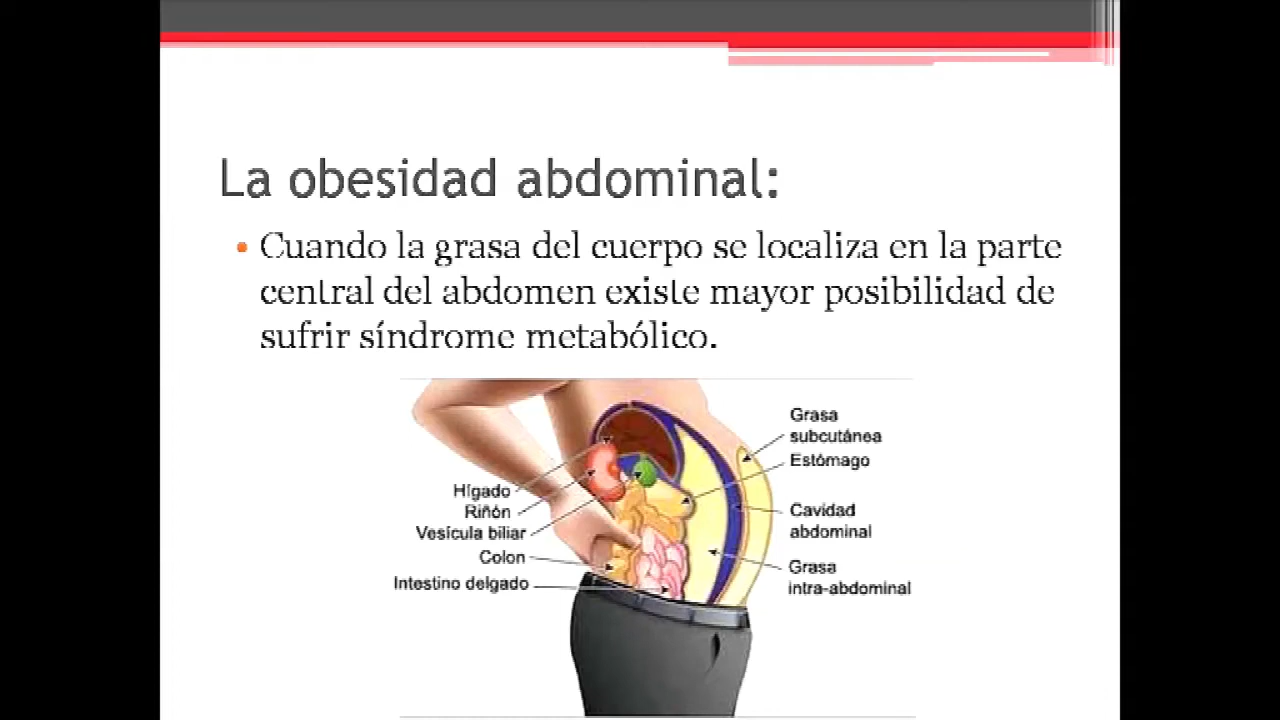 La obesidad abdominal:
• Cuando la grasa del cuerpo se localiza en la parte
central del abdomen existe mayor posibilidad de
sufrir síndrome metabólico.
Grasa
subcutánea
Estómago
Cavidad
abdominal
Grasa
intra-abdominal
Hígado
Riñón
Vesícula biliar
Colon
Intestino delgado